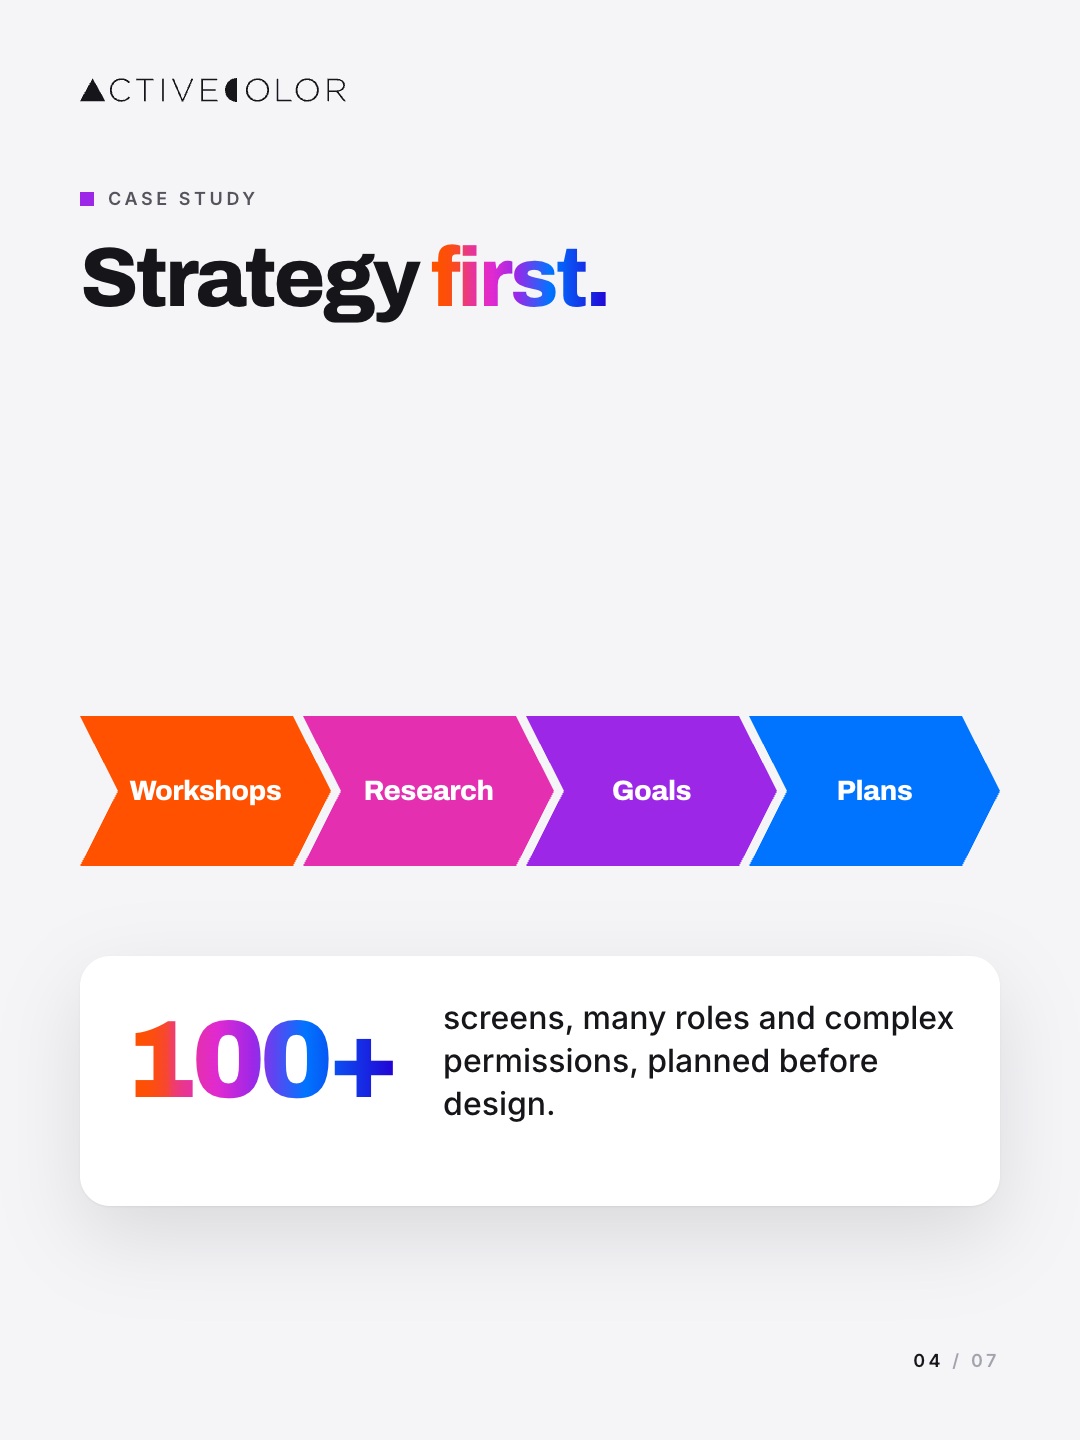 ACTIVECOLOR
CASE STUDY
Strategy first.
Workshops
Research
Goals
Plans
100+
screens, many roles and complex
permissions, planned before
design.
04 / 07